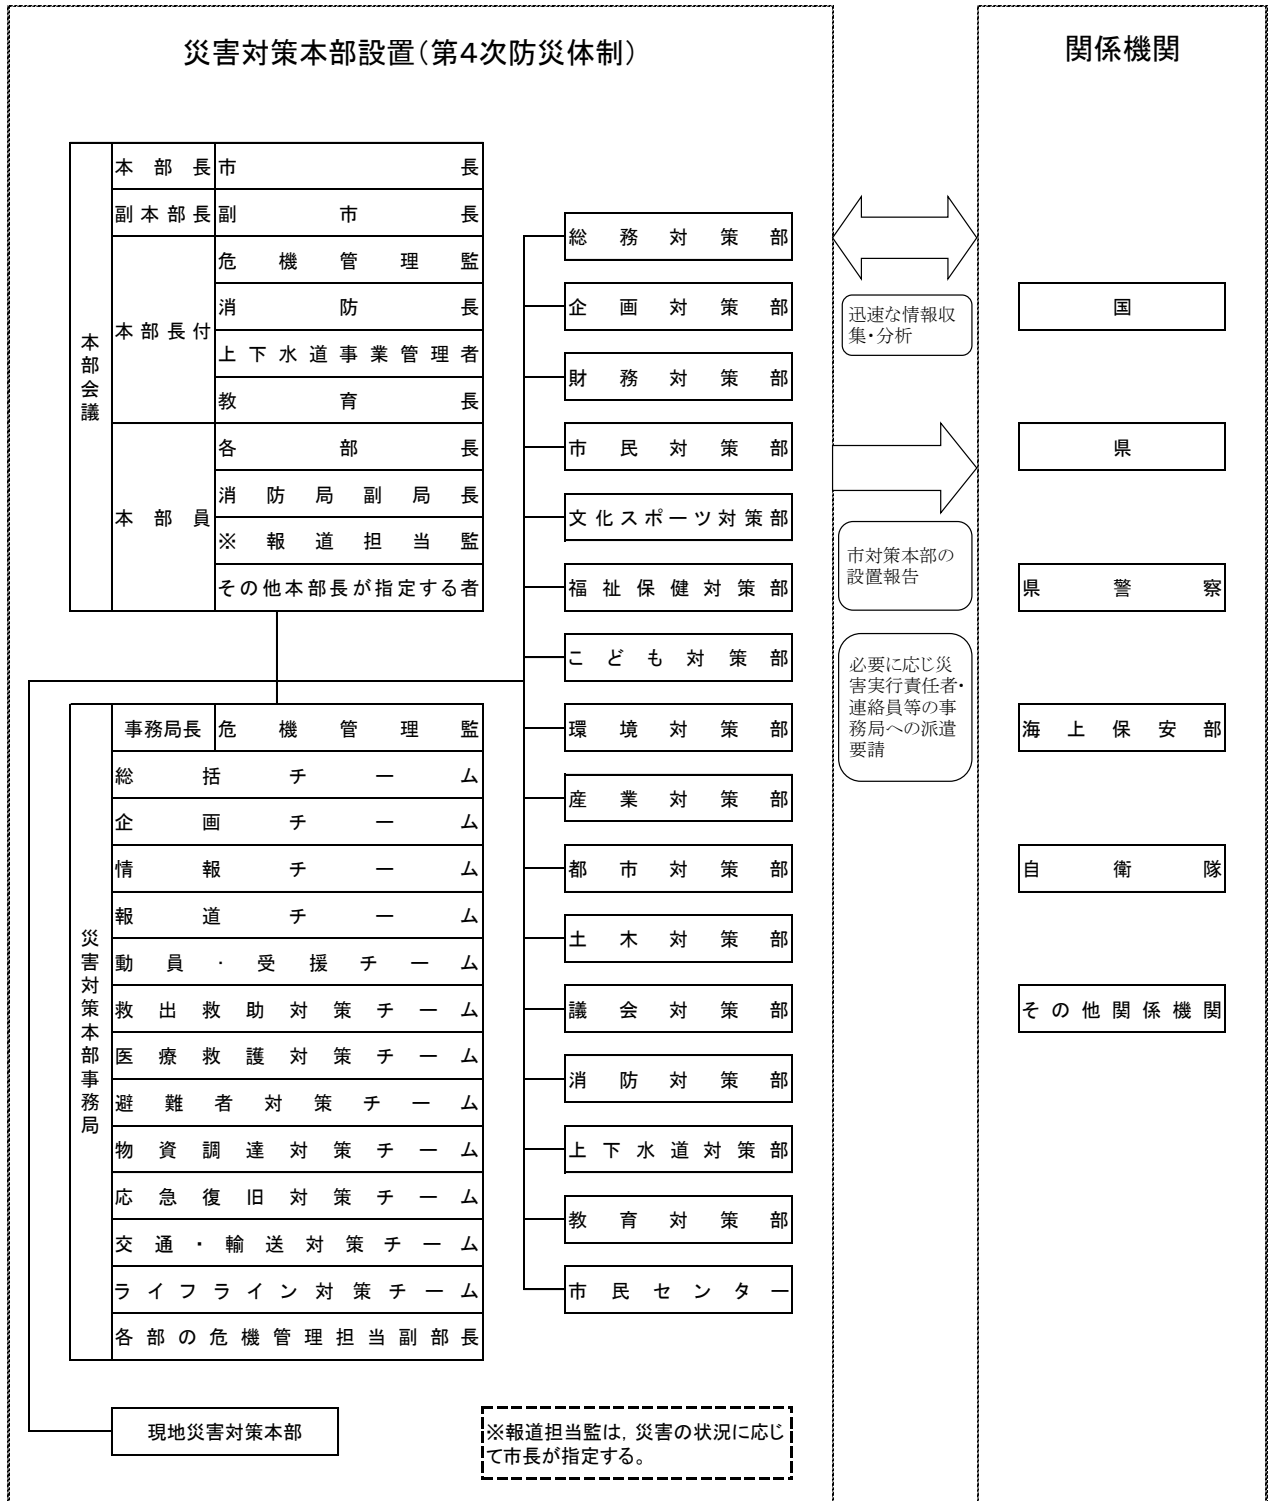 災害対策本部設置(第4次防災体制)
本部会議
本部長 市長
副本部長 副市長
本部長付
危機管理監
消防長
上下水道事業管理者
教育長
本部員
各部長
消防局副局長
※報道担当監
その他本部長が指定する者
災害対策本部事務局
事務局長 危機管理監
総括チーム
企画チーム
情報チーム
報道チーム
動員・受援チーム
救出救助対策チーム
医療救護対策チーム
避難者対策チーム
物資調達対策チーム
応急復旧対策チーム
交通・輸送対策チーム
ライフライン対策チーム
各部の危機管理担当副部長
現地災害対策本部
総務対策部
企画対策部
財務対策部
市民対策部
文化スポーツ対策部
福祉保健対策部
こども対策部
環境対策部
産業対策部
都市対策部
土木対策部
議会対策部
消防対策部
上下水道対策部
教育対策部
市民センター
※報道担当監は，災害の状況に応じ
て市長が指定する。
迅速な情報収
集・分析
市対策本部の
設置報告
必要に応じ災
害実行責任者・
連絡員等の事
務局への派遣
要請
関係機関
国
県
県警察
海上保安部
自衛隊
その他関係機関